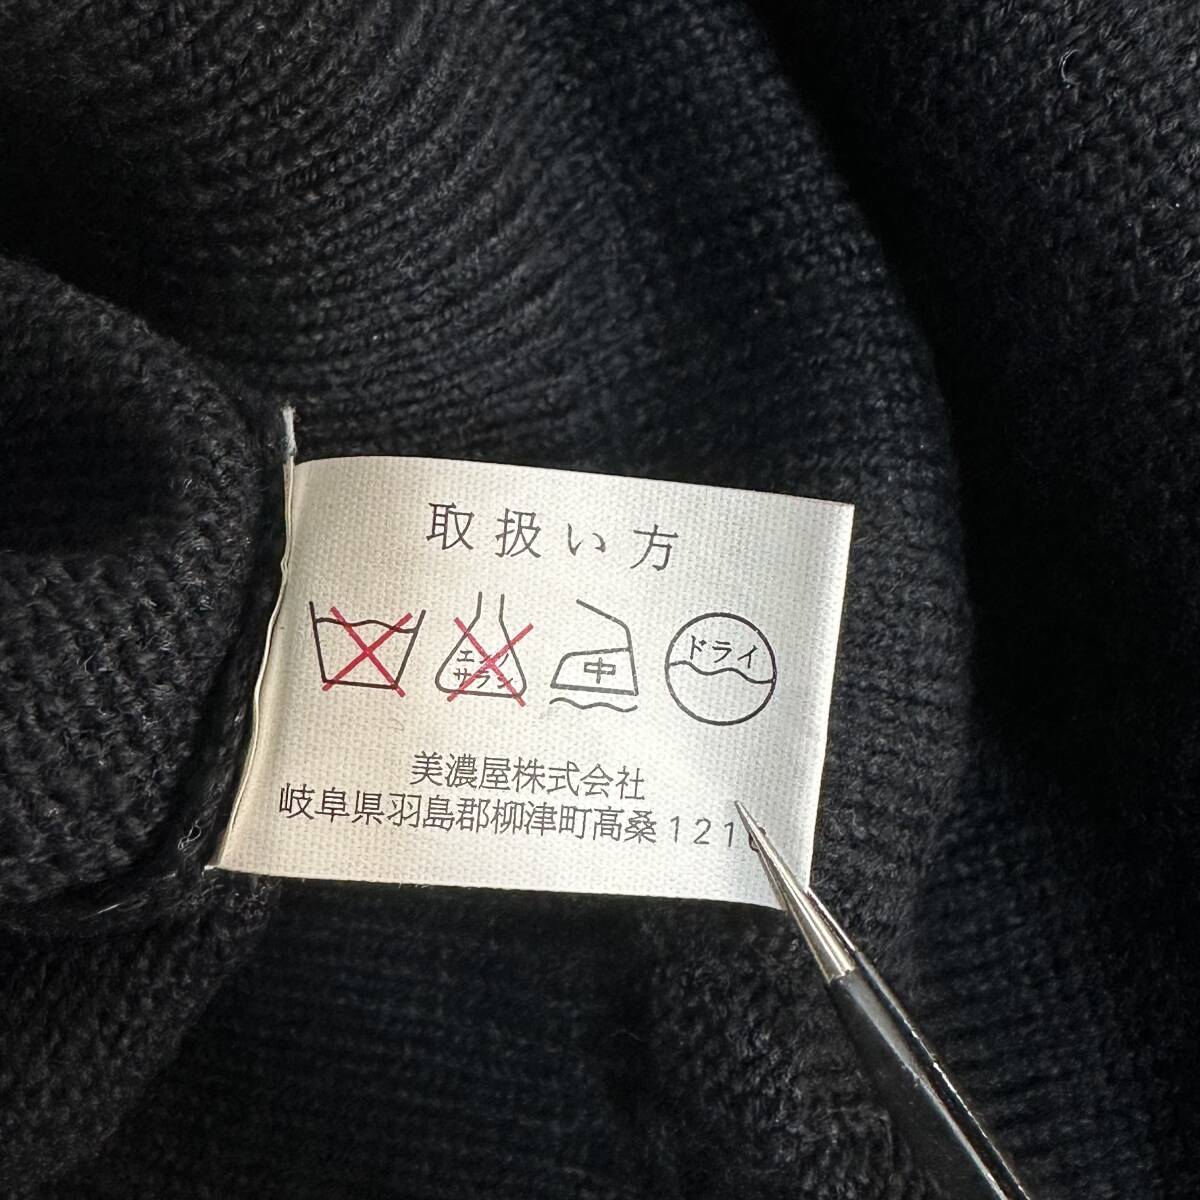 取扱い方
エンソ
サラシ
中
ドライ
美濃屋株式会社
岐阜県羽島郡柳津町高桑121